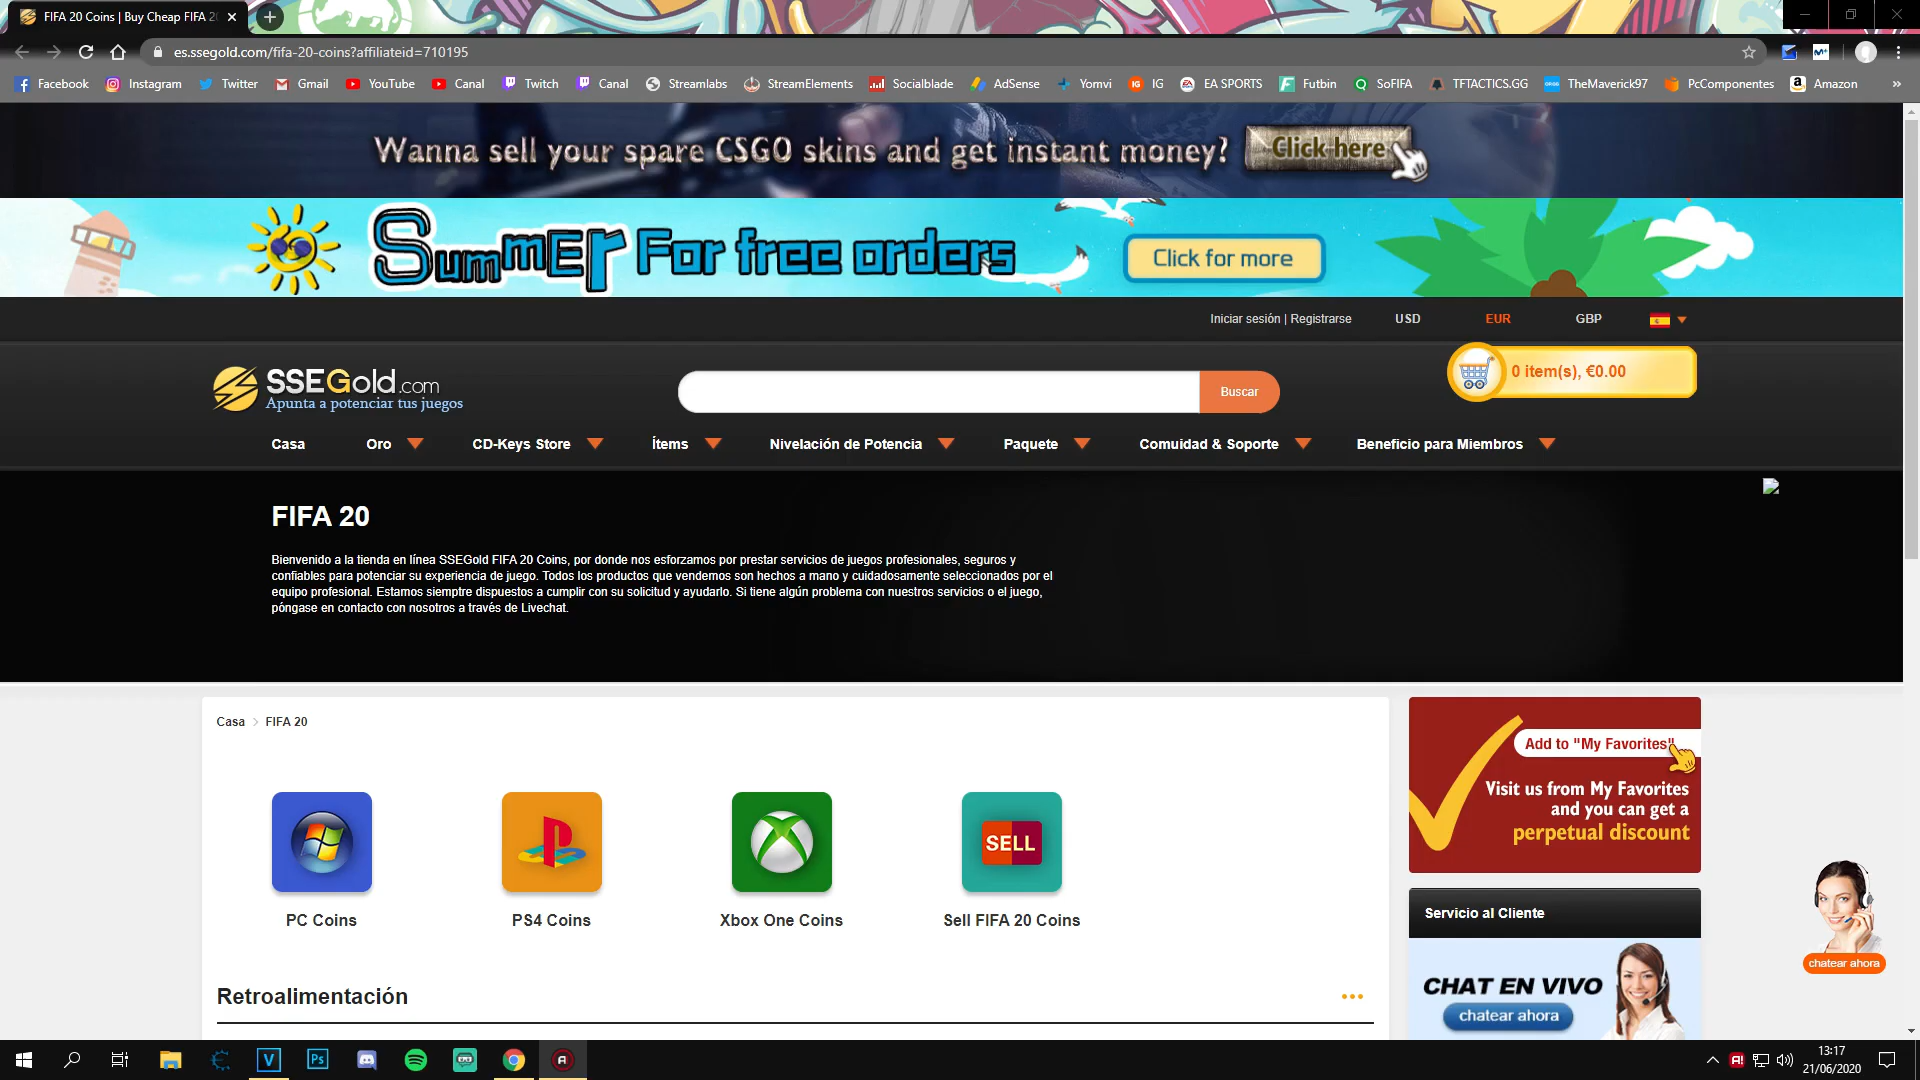 FIFA 20 Coins | Buy Cheap FIFA 20
es.ssegold.com/fifa-20-coins?affiliateid=710195
Facebook Instagram Twitter Gmail YouTube Canal Twitch Canal Streamlabs StreamElements Socialblade AdSense Yomvi IG EA SPORTS Futbin SoFIFA TFTACTICS.GG TheMaverick97 PcComponentes Amazon »
Wanna sell your spare CSGO skins and get instant money? Click here
Summer For free orders Click for more
Iniciar sesión | Registrarse USD EUR GBP
SSEGold.com
Apunta a potenciar tus juegos
Buscar
0 item(s), €0.00
Casa Oro CD-Keys Store Ítems Nivelación de Potencia Paquete Comuidad & Soporte Beneficio para Miembros
FIFA 20
Bienvenido a la tienda en línea SSEGold FIFA 20 Coins, por donde nos esforzamos por prestar servicios de juegos profesionales, seguros y
confiables para potenciar su experiencia de juego. Todos los productos que vendemos son hechos a mano y cuidadosamente seleccionados por el
equipo profesional. Estamos siemptre dispuestos a cumplir con su solicitud y ayudarlo. Si tiene algún problema con nuestros servicios o el juego,
póngase en contacto con nosotros a través de Livechat.
Casa > FIFA 20
SELL
PC Coins PS4 Coins Xbox One Coins Sell FIFA 20 Coins
Retroalimentación
Add to "My Favorites"
Visit us from My Favorites
and you can get a
perpetual discount
Servicio al Cliente
CHAT EN VIVO
chatear ahora
chatear ahora
13:17
21/06/2020